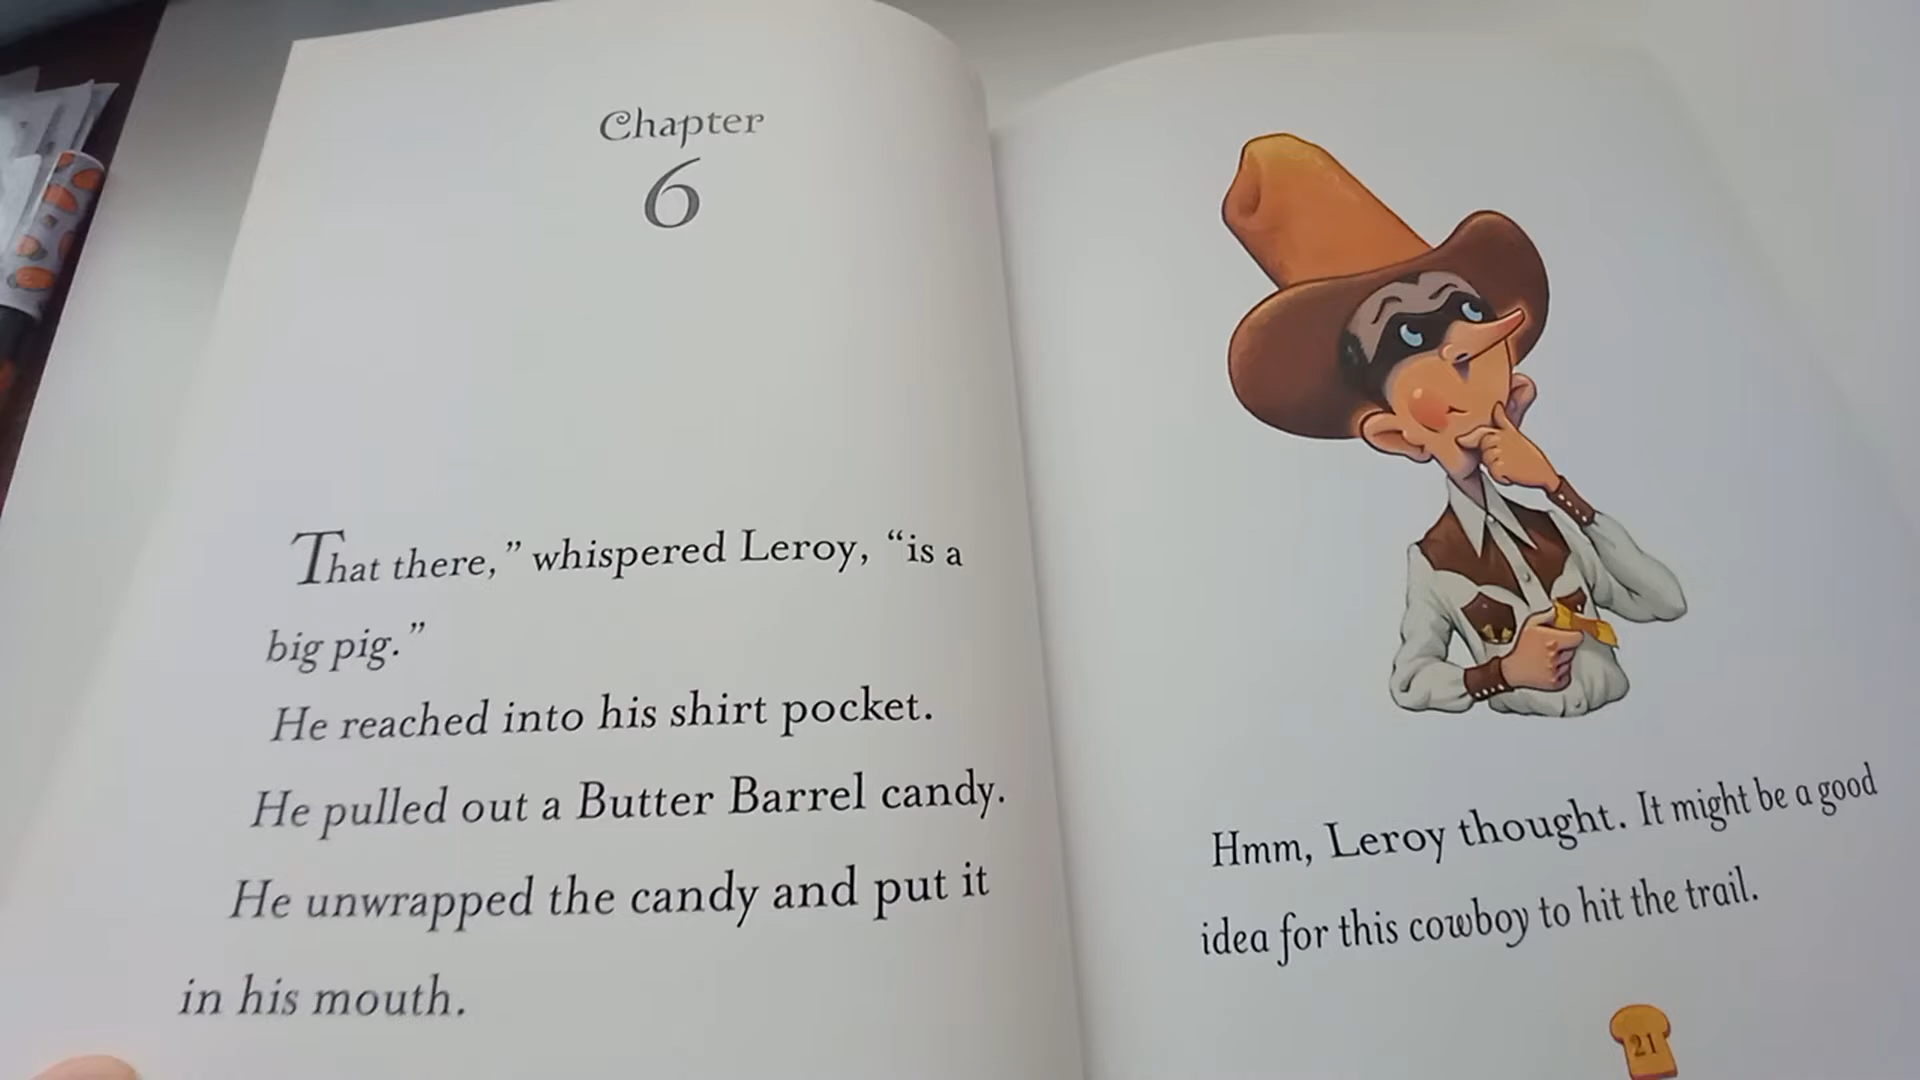 Chapter
6
That there,” whispered Leroy, “is a
big pig.”
He reached into his shirt pocket.
He pulled out a Butter Barrel candy.
He unwrapped the candy and put it
in his mouth.
Hmm, Leroy thought. It might be a good
idea for this cowboy to hit the trail.
21